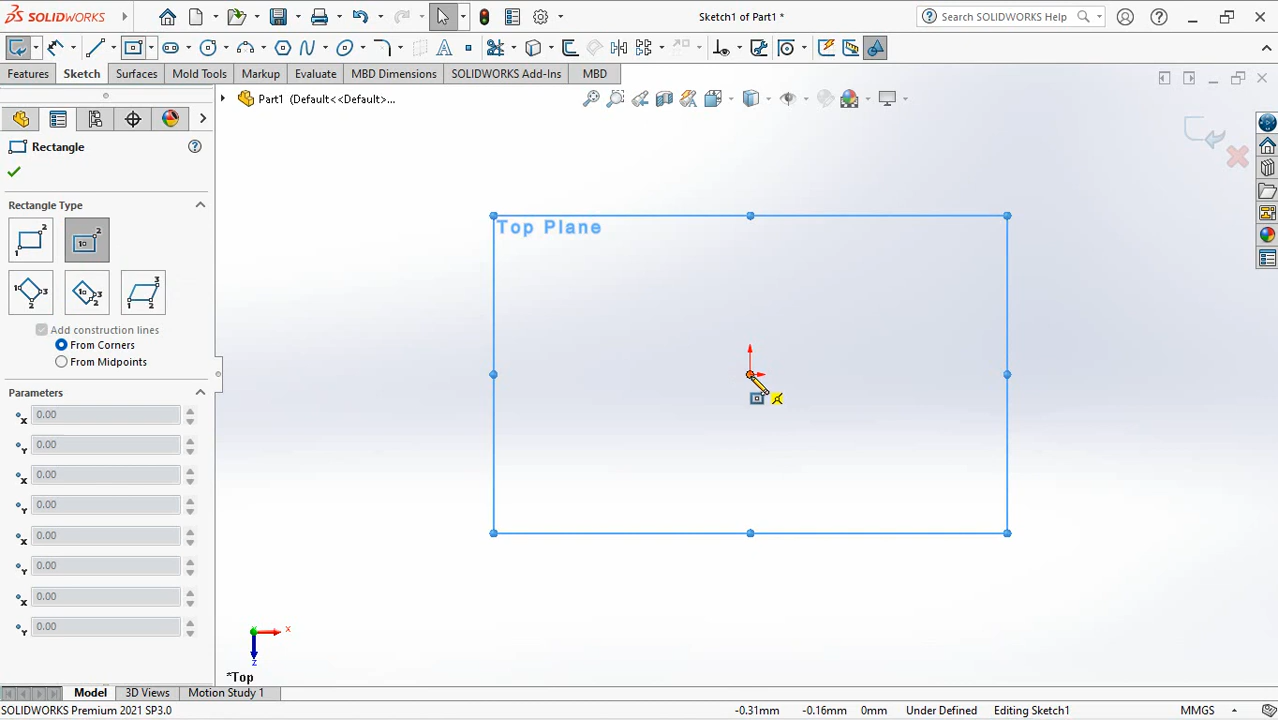 SOLIDWORKS
Sketch1 of Part1 *
Search SOLIDWORKS Help
Features
Sketch
Surfaces
Mold Tools
Markup
Evaluate
MBD Dimensions
SOLIDWORKS Add-Ins
MBD
Part1 (Default<<Default>...
Rectangle
Rectangle Type
Add construction lines
From Corners
From Midpoints
Parameters
0.00
0.00
0.00
0.00
0.00
0.00
0.00
0.00
Top Plane
x
z
*Top
Model
3D Views
Motion Study 1
SOLIDWORKS Premium 2021 SP3.0
-0.31mm
-0.16mm
0mm
Under Defined
Editing Sketch1
MMGS